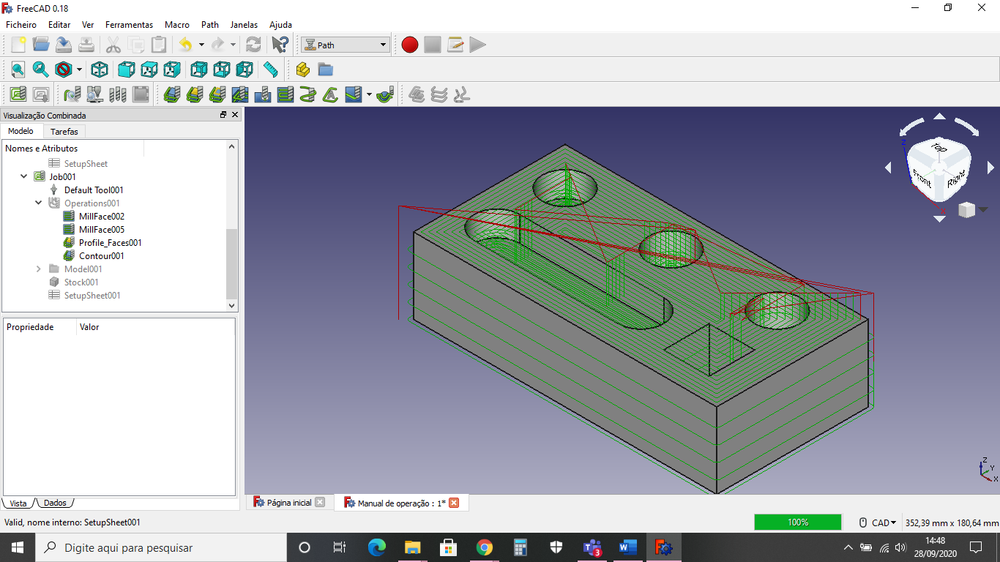 FreeCAD 0.18
Ficheiro Editar Ver Ferramentas Macro Path Janelas Ajuda
Path
Visualização Combinada
Modelo Tarefas
Nomes e Atributos
SetupSheet
Job001
Default Tool001
Operations001
MillFace002
MillFace005
Profile_Faces001
Contour001
Model001
Stock001
SetupSheet001
Propriedade Valor
Vista Dados
Top
Front Right
Z
X
Z
Y
X
Página inicial
Manual de operação : 1*
Valid, nome interno: SetupSheet001
100%
CAD
352,39 mm x 180,64 mm
Digite aqui para pesquisar
3
14:48
28/09/2020